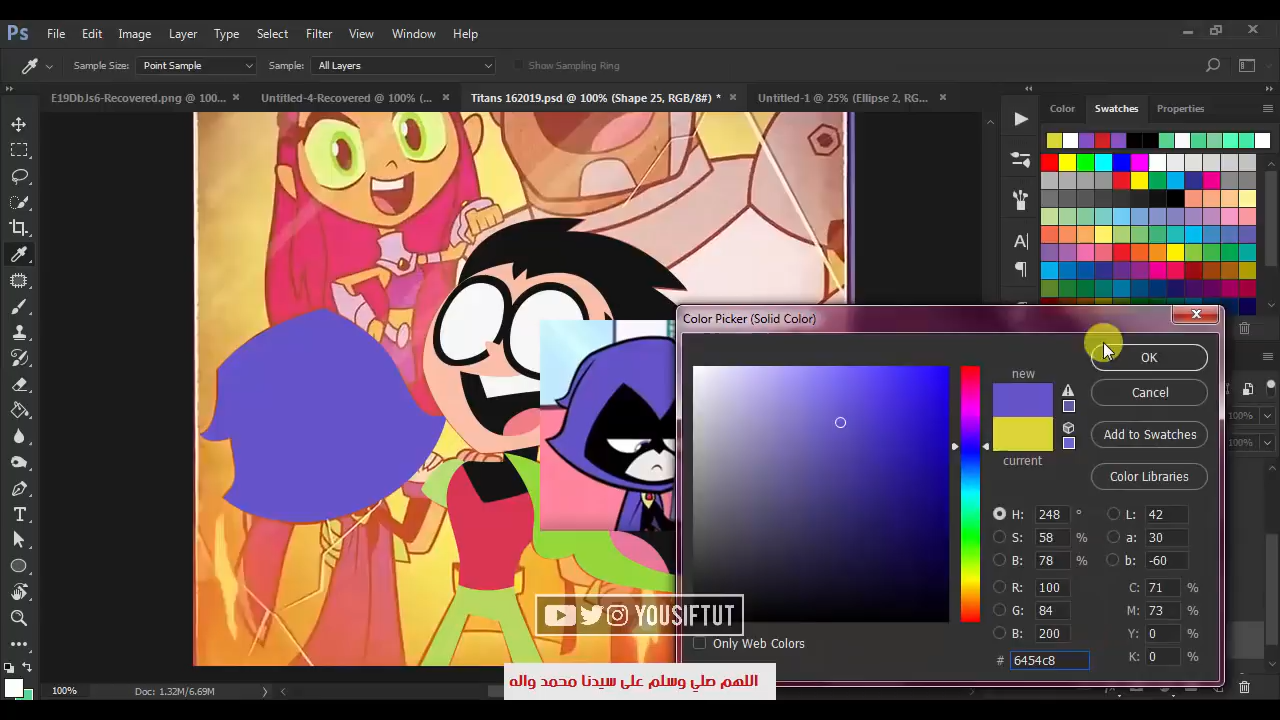 Ps File Edit Image Layer Type Select Filter View Window Help
Sample Size: Point Sample Sample: All Layers Show Sampling Ring
E19DbJs6-Recovered.png @ 100... × Untitled-4-Recovered @ 100% (... × Titans 162019.psd @ 100% (Shape 25, RGB/8#) * × Untitled-1 @ 25% (Ellipse 2, RG... ×
Color Swatches Properties
Color Picker (Solid Color)
OK
new
Cancel
Add to Swatches
current
Color Libraries
H: 248 ° L: 42
S: 58 % a: 30
B: 78 % b: -60
R: 100 C: 71 %
G: 84 M: 73 %
B: 200 Y: 0 %
# 6454c8 K: 0 %
Only Web Colors
100%
100%
YOUSIFTUT
اللهم صلي وسلم على سيدنا محمد واله
100% Doc: 1.32M/6.69M